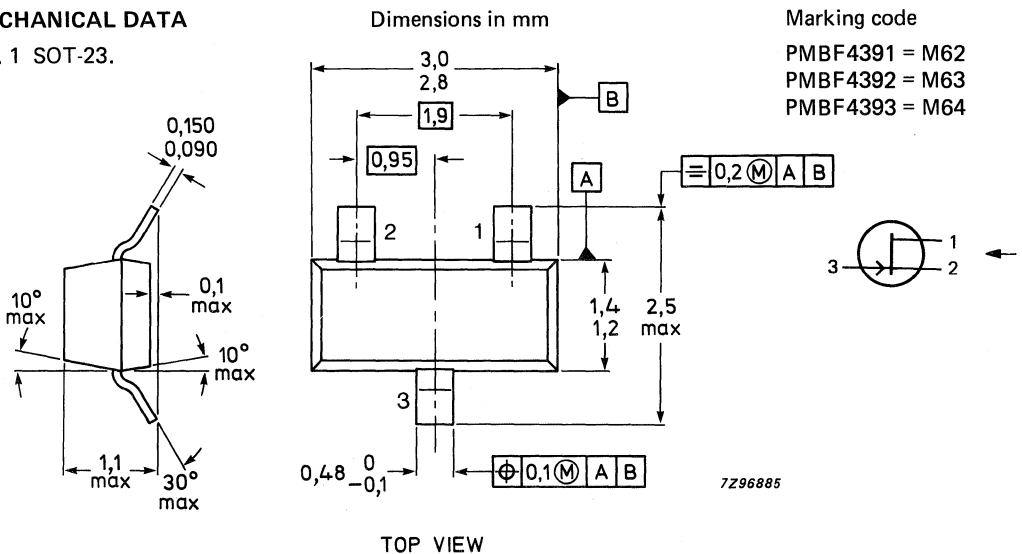 CHANICAL DATA
1 SOT-23.
Dimensions in mm
Marking code
PMBF4391 = M62
PMBF4392 = M63
PMBF4393 = M64
3,0
2,8
B
1,9
0,95
A
0,2 Ⓜ A B
0,150
0,090
2
1
1
3
2
0,1
max
10°
max
10°
max
1,4
1,2
2,5
max
3
1,1
max
30°
max
0,48 0
-0,1
0,1 Ⓜ A B
7Z96885
TOP VIEW